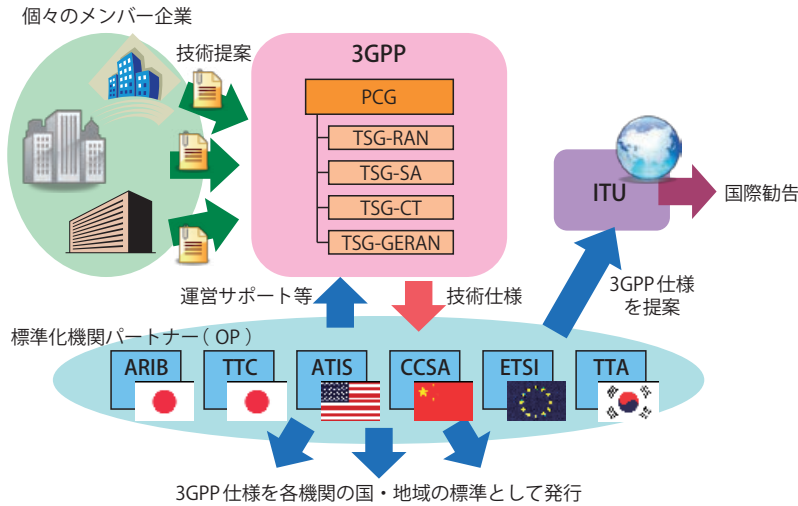 個々のメンバー企業
技術提案
3GPP
PCG
TSG-RAN
TSG-SA
TSG-CT
TSG-GERAN
ITU
国際勧告
運営サポート等
技術仕様
3GPP仕様
を提案
標準化機関パートナー（OP）
ARIB
TTC
ATIS
CCSA
ETSI
TTA
3GPP仕様を各機関の国・地域の標準として発行